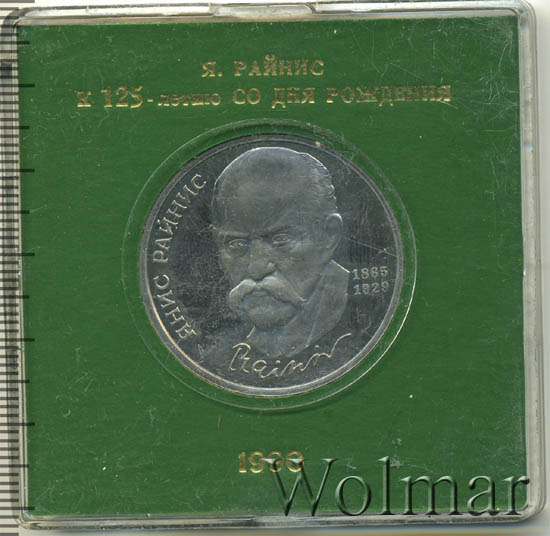 Я. РАЙНИС
К 125-летию СО ДНЯ РОЖДЕНИЯ
ЯНИС РАЙНИС
1865
1929
Rainis
1990
Wolmar